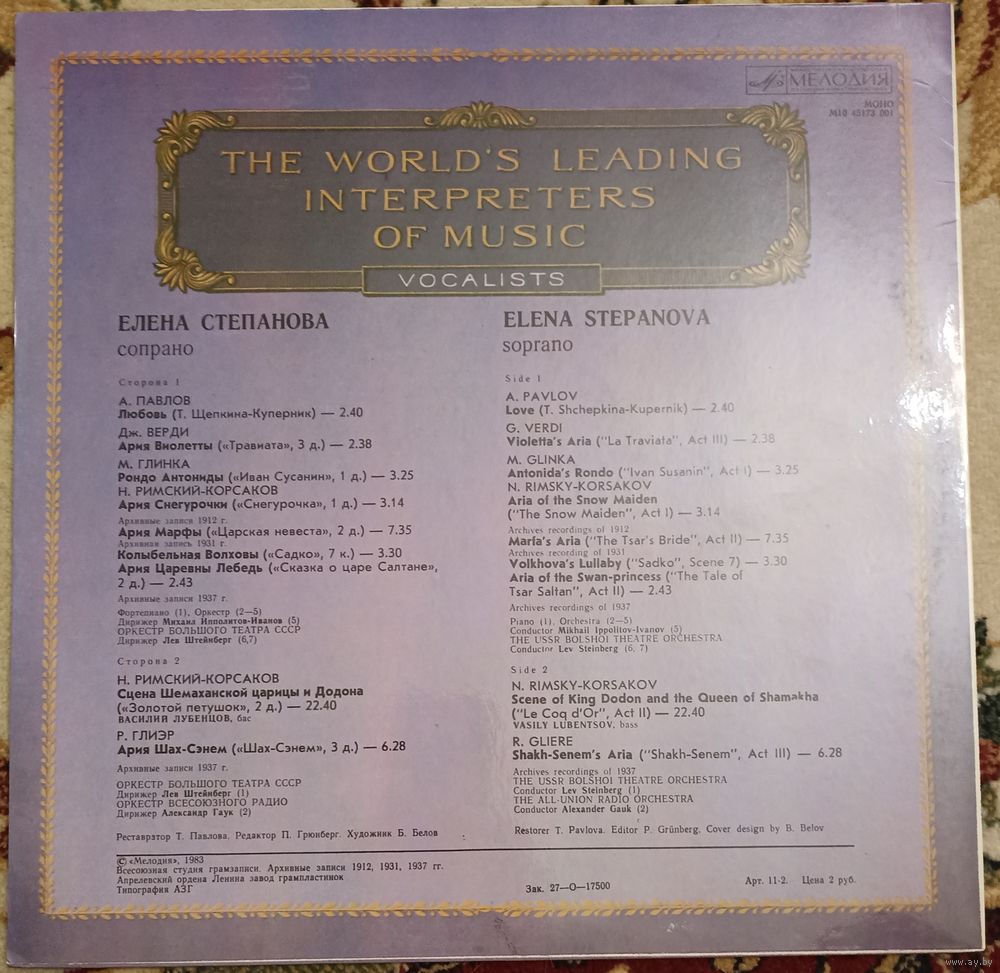 МЕЛОДИЯ
МОНО
М10 45173 001
THE WORLD'S LEADING
INTERPRETERS
OF MUSIC
VOCALISTS
ЕЛЕНА СТЕПАНОВА
сопрано
Сторона 1
А. ПАВЛОВ
Любовь (Т. Щепкина-Куперник) — 2.40
Дж. ВЕРДИ
Ария Виолетты («Травиата», 3 д.) — 2.38
М. ГЛИНКА
Рондо Антониды («Иван Сусанин», 1 д.) — 3.25
Н. РИМСКИЙ-КОРСАКОВ
Ария Снегурочки («Снегурочка», 1 д.) — 3.14
Архивные записи 1912 г.
Ария Марфы («Царская невеста», 2 д.) — 7.35
Архивная запись 1931 г.
Колыбельная Волховы («Садко», 7 к.) — 3.30
Ария Царевны Лебедь («Сказка о царе Салтане»,
2 д.) — 2.43
Архивные записи 1937 г.
Фортепиано (1), Оркестр (2—5)
Дирижер Михаил Ипполитов-Иванов (5)
ОРКЕСТР БОЛЬШОГО ТЕАТРА СССР
Дирижер Лев Штейнберг (6,7)
Сторона 2
Н. РИМСКИЙ-КОРСАКОВ
Сцена Шемаханской царицы и Додона
(«Золотой петушок», 2 д.) — 22.40
ВАСИЛИЙ ЛУБЕНЦОВ, бас
Р. ГЛИЭР
Ария Шах-Сэнем («Шах-Сэнем», 3 д.) — 6.28
Архивные записи 1937 г.
ОРКЕСТР БОЛЬШОГО ТЕАТРА СССР
Дирижер Лев Штейнберг (1)
ОРКЕСТР ВСЕСОЮЗНОГО РАДИО
Дирижер Александр Гаук (2)
Реставратор Т. Павлова. Редактор П. Грюнберг. Художник Б. Белов
ELENA STEPANOVA
soprano
Side 1
A. PAVLOV
Love (T. Shchepkina-Kupernik) — 2.40
G. VERDI
Violetta's Aria ("La Traviata", Act III) — 2.38
M. GLINKA
Antonida's Rondo ("Ivan Susanin", Act I) — 3.25
N. RIMSKY-KORSAKOV
Aria of the Snow Maiden
("The Snow Maiden", Act I) — 3.14
Archives recordings of 1912
Marfa's Aria ("The Tsar's Bride", Act II) — 7.35
Archives recording of 1931
Volkhova's Lullaby ("Sadko", Scene 7) — 3.30
Aria of the Swan-princess ("The Tale of
Tsar Saltan", Act II) — 2.43
Archives recordings of 1937
Piano (1), Orchestra (2—5)
Conductor Mikhail Ippolitov-Ivanov (5)
THE USSR BOLSHOI THEATRE ORCHESTRA
Conductor Lev Steinberg (6, 7)
Side 2
N. RIMSKY-KORSAKOV
Scene of King Dodon and the Queen of Shamakha
("Le Coq d'Or", Act II) — 22.40
VASILY LUBENTSOV, bass
R. GLIERE
Shakh-Senem's Aria ("Shakh-Senem", Act III) — 6.28
Archives recordings of 1937
THE USSR BOLSHOI THEATRE ORCHESTRA
Conductor Lev Steinberg (1)
THE ALL-UNION RADIO ORCHESTRA
Conductor Alexander Gauk (2)
Restorer T. Pavlova. Editor P. Grünberg. Cover design by B. Belov
© «Мелодия», 1983
Всесоюзная студия грамзаписи. Архивные записи 1912, 1931, 1937 гг.
Апрелевский ордена Ленина завод грампластинок
Типография АЗГ
Зак. 27—О—17500
Арт. 11-2. Цена 2 руб.
www.ay.by